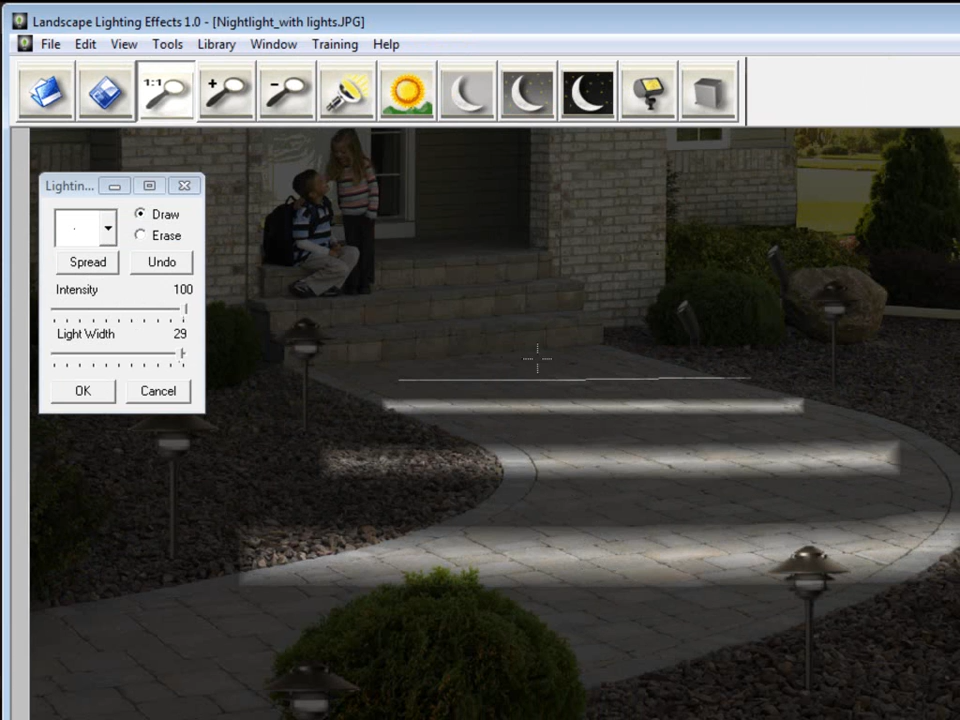 Landscape Lighting Effects 1.0 - [Nightlight_with lights.JPG]
File Edit View Tools Library Window Training Help
1:1 + -
Lightin...
Draw
Erase
Spread Undo
Intensity 100
Light Width 29
OK Cancel